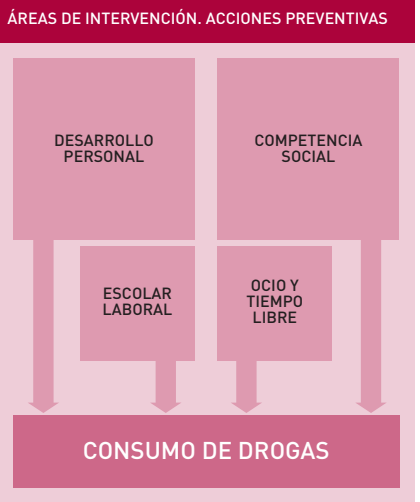 ÁREAS DE INTERVENCIÓN. ACCIONES PREVENTIVAS
DESARROLLO
PERSONAL
COMPETENCIA
SOCIAL
ESCOLAR
LABORAL
OCIO Y
TIEMPO
LIBRE
CONSUMO DE DROGAS